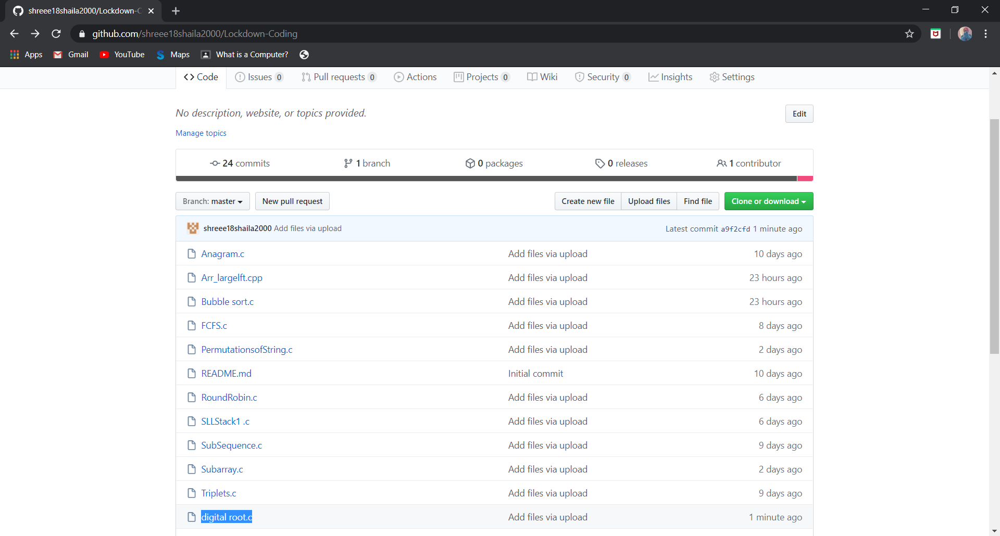 shreee18shaila2000/Lockdown-C
github.com/shreee18shaila2000/Lockdown-Coding
Apps Gmail YouTube Maps What is a Computer?
Code Issues 0 Pull requests 0 Actions Projects 0 Wiki Security 0 Insights Settings
No description, website, or topics provided. Edit
Manage topics
24 commits 1 branch 0 packages 0 releases 1 contributor
Branch: master New pull request Create new file Upload files Find file Clone or download
shreee18shaila2000 Add files via upload Latest commit a9f2cfd 1 minute ago
Anagram.c Add files via upload 10 days ago
Arr_largelft.cpp Add files via upload 23 hours ago
Bubble sort.c Add files via upload 23 hours ago
FCFS.c Add files via upload 8 days ago
PermutationsofString.c Add files via upload 2 days ago
README.md Initial commit 10 days ago
RoundRobin.c Add files via upload 6 days ago
SLLStack1 .c Add files via upload 6 days ago
SubSequence.c Add files via upload 9 days ago
Subarray.c Add files via upload 2 days ago
Triplets.c Add files via upload 9 days ago
digital root.c Add files via upload 1 minute ago